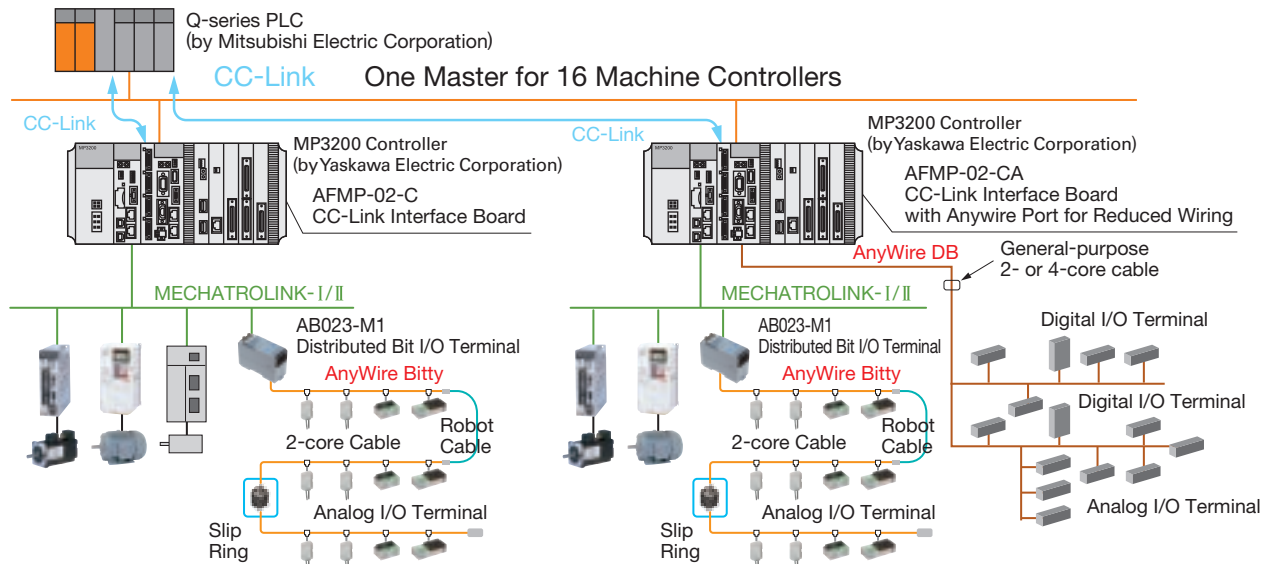 Q-series PLC
(by Mitsubishi Electric Corporation)
CC-Link One Master for 16 Machine Controllers
CC-Link
MP3200
MP3200 Controller
(by Yaskawa Electric Corporation)
AFMP-02-C
CC-Link Interface Board
CC-Link
MP3200
MP3200 Controller
(by Yaskawa Electric Corporation)
AFMP-02-CA
CC-Link Interface Board
with Anywire Port for Reduced Wiring
AnyWire DB
General-purpose
2- or 4-core cable
MECHATROLINK-Ⅰ/Ⅱ
AB023-M1
Distributed Bit I/O Terminal
AnyWire Bitty
2-core Cable
Robot
Cable
Slip
Ring
Analog I/O Terminal
MECHATROLINK-Ⅰ/Ⅱ
AB023-M1
Distributed Bit I/O Terminal
AnyWire Bitty
2-core Cable
Robot
Cable
Slip
Ring
Analog I/O Terminal
Digital I/O Terminal
Digital I/O Terminal
Analog I/O Terminal